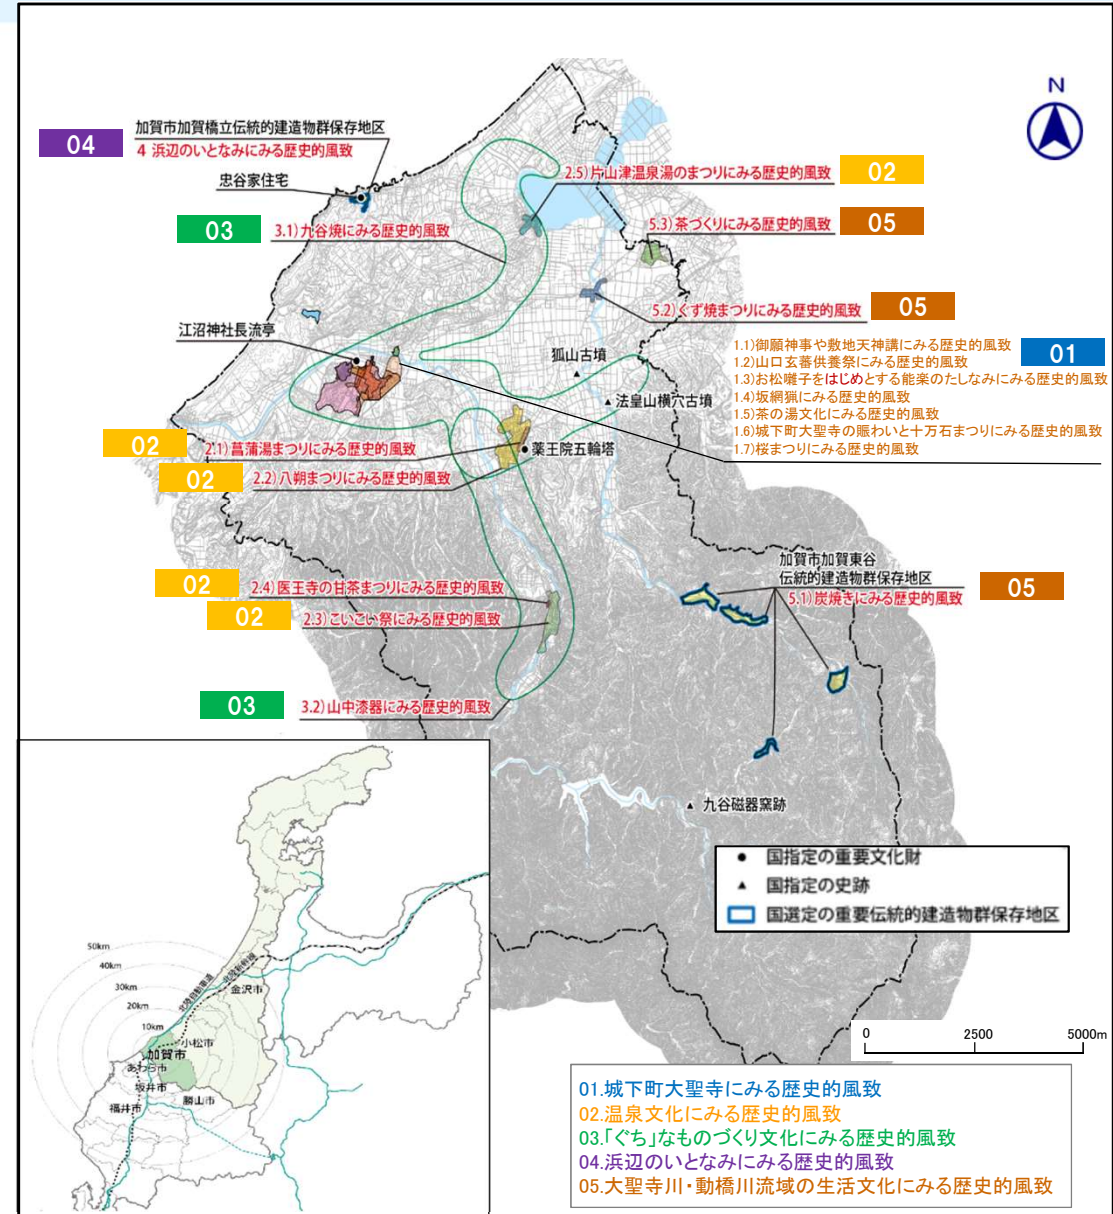 N
加賀市加賀橋立伝統的建造物群保存地区
04
4 浜辺のいとなみにみる歴史的風致
忠谷家住宅
2.5)片山津温泉湯のまつりにみる歴史的風致
02
03
3.1)九谷焼にみる歴史的風致
5.3)茶づくりにみる歴史的風致
05
5.2)くず焼まつりにみる歴史的風致
05
江沼神社長流亭
狐山古墳
法皇山横穴古墳
1.1)御願神事や敷地天神講にみる歴史的風致
01
1.2)山口玄蕃供養祭にみる歴史的風致
1.3)お松囃子をはじめとする能楽のたしなみにみる歴史的風致
1.4)坂網猟にみる歴史的風致
1.5)茶の湯文化にみる歴史的風致
1.6)城下町大聖寺の賑わいと十万石まつりにみる歴史的風致
1.7)桜まつりにみる歴史的風致
02
2.1)菖蒲湯まつりにみる歴史的風致
薬王院五輪塔
02
2.2)八朔まつりにみる歴史的風致
加賀市加賀東谷
伝統的建造物群保存地区
5.1)炭焼きにみる歴史的風致
05
02
2.4)医王寺の甘茶まつりにみる歴史的風致
02
2.3)こいこい祭にみる歴史的風致
03
3.2)山中漆器にみる歴史的風致
九谷磁器窯跡
国指定の重要文化財
国指定の史跡
国選定の重要伝統的建造物群保存地区
50km
40km
30km
20km
10km
北陸自動車道
北陸新幹線
金沢市
小松市
加賀市
あわら市
坂井市
勝山市
福井市
0 2500 5000m
01.城下町大聖寺にみる歴史的風致
02.温泉文化にみる歴史的風致
03.「ぐち」なものづくり文化にみる歴史的風致
04.浜辺のいとなみにみる歴史的風致
05.大聖寺川・動橋川流域の生活文化にみる歴史的風致